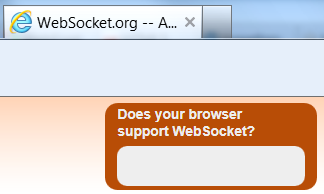 WebSocket.org -- A...
Does your browser
support WebSocket?